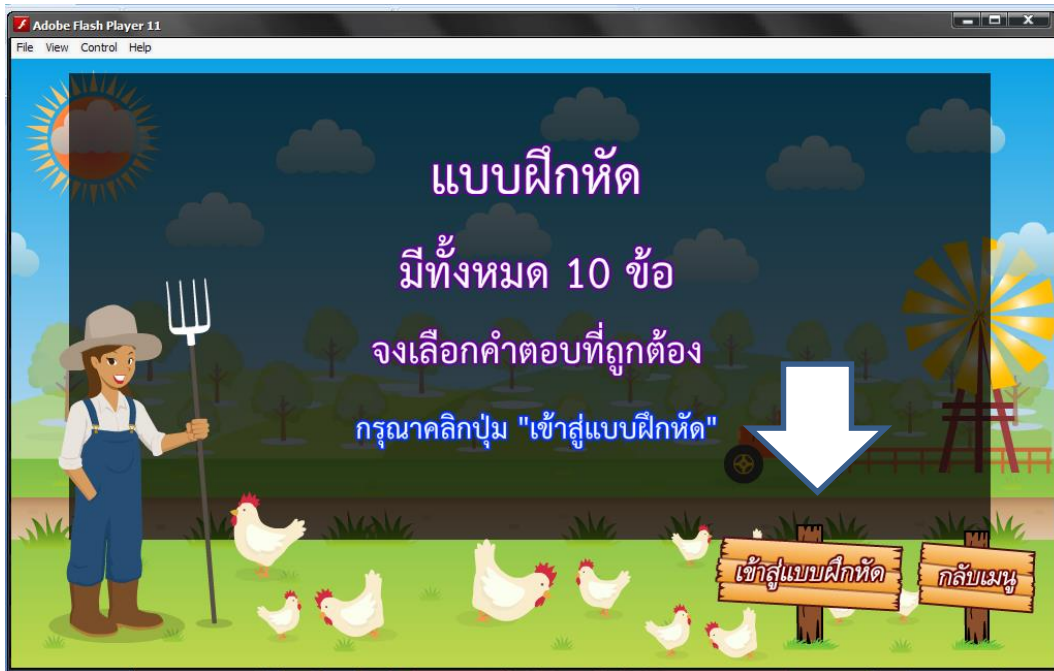 Adobe Flash Player 11
File View Control Help
แบบฝึกหัด
มีทั้งหมด 10 ข้อ
จงเลือกคำตอบที่ถูกต้อง
กรุณาคลิกปุ่ม "เข้าสู่แบบฝึกหัด"
เข้าสู่แบบฝึกหัด
กลับเมนู